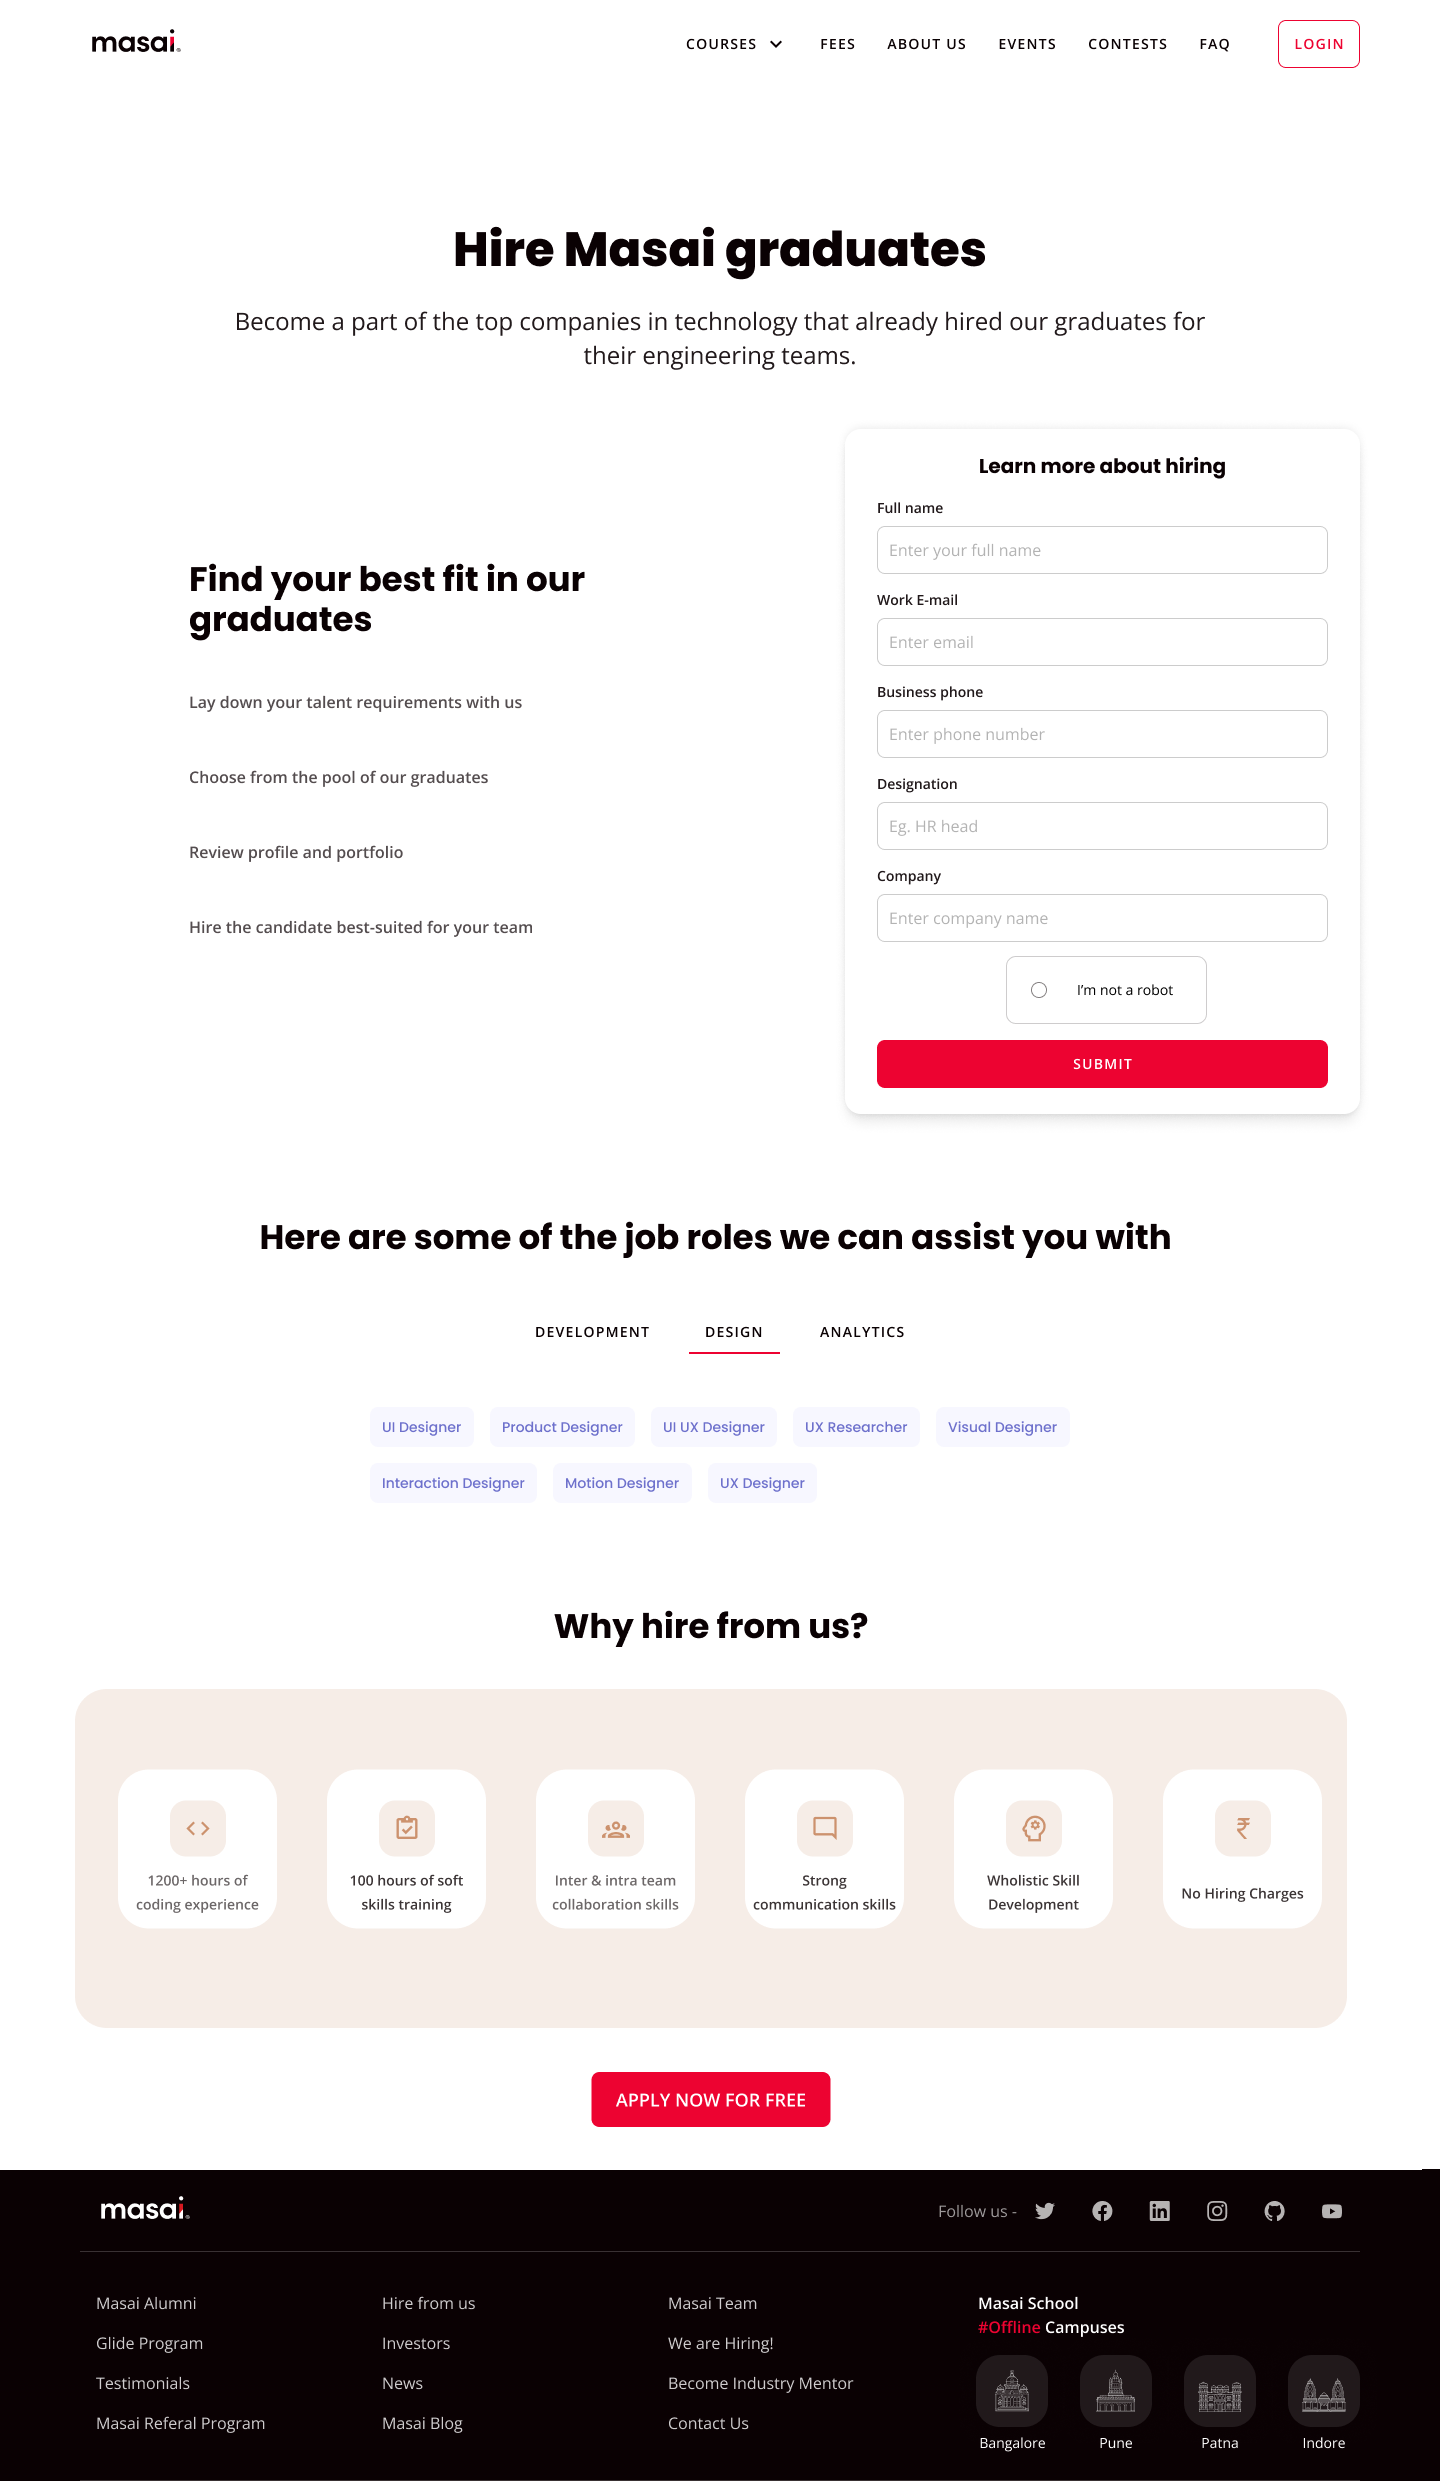 masai.
COURSES FEES ABOUT US EVENTS CONTESTS FAQ LOGIN
Hire Masai graduates
Become a part of the top companies in technology that already hired our graduates for
their engineering teams.
Find your best fit in our
graduates
Lay down your talent requirements with us
Choose from the pool of our graduates
Review profile and portfolio
Hire the candidate best-suited for your team
Learn more about hiring
Full name
Enter your full name
Work E-mail
Enter email
Business phone
Enter phone number
Designation
Eg. HR head
Company
Enter company name
I'm not a robot
SUBMIT
Here are some of the job roles we can assist you with
DEVELOPMENT DESIGN ANALYTICS
UI Designer Product Designer UI UX Designer UX Researcher Visual Designer
Interaction Designer Motion Designer UX Designer
Why hire from us?
1200+ hours of
coding experience
100 hours of soft
skills training
Inter & intra team
collaboration skills
Strong
communication skills
Wholistic Skill
Development
No Hiring Charges
APPLY NOW FOR FREE
masai.
Follow us -
Masai Alumni
Glide Program
Testimonials
Masai Referal Program
Hire from us
Investors
News
Masai Blog
Masai Team
We are Hiring!
Become Industry Mentor
Contact Us
Masai School
#Offline Campuses
Bangalore Pune Patna Indore